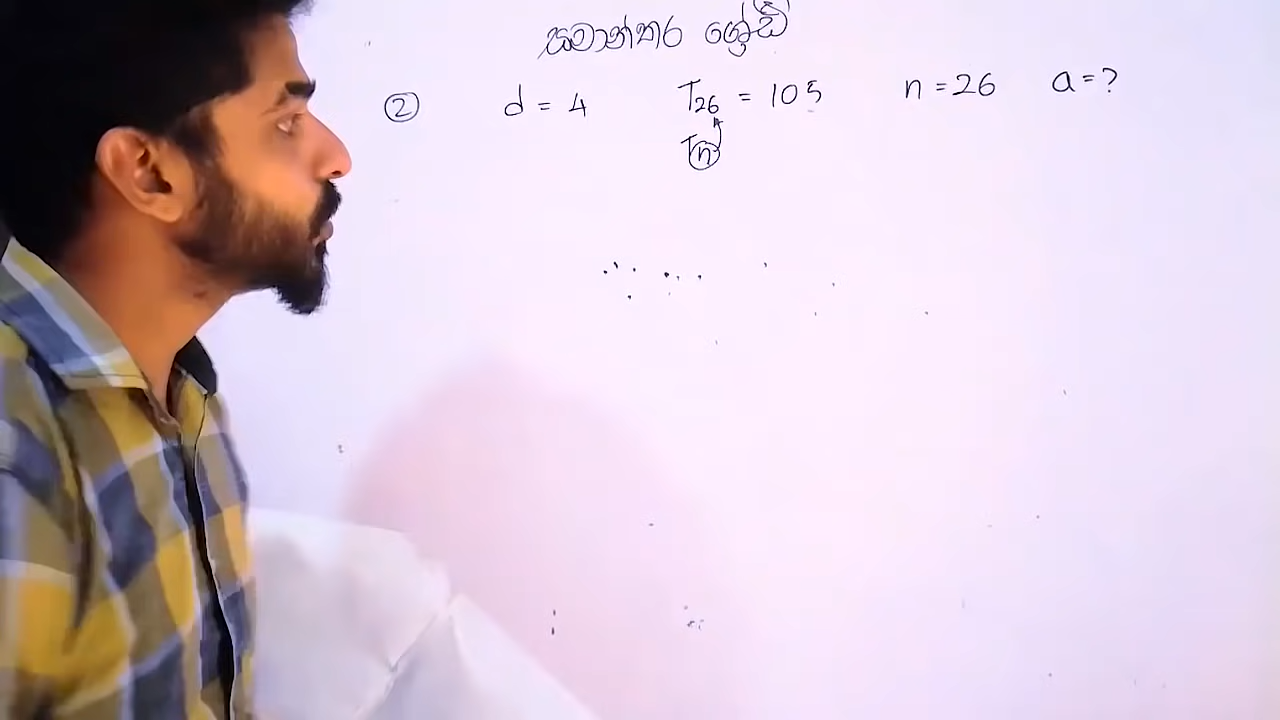 සමාන්තර ශ්‍රේඩි
② d = 4 T₂₆ = 105 n = 26 a = ?
Tn